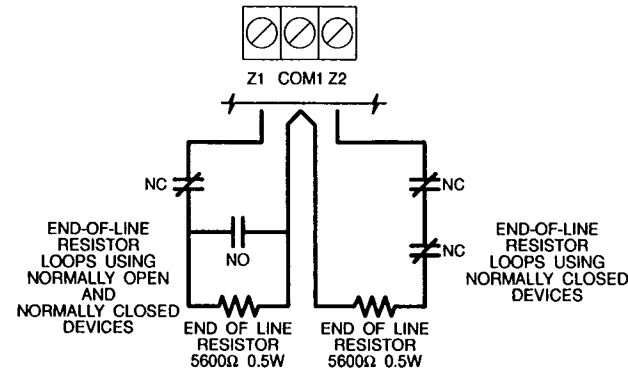 Z1 COM1 Z2
NC
NC
NO
NC
END-OF-LINE
RESISTOR
LOOPS USING
NORMALLY OPEN
AND
NORMALLY CLOSED
DEVICES
END-OF-LINE
RESISTOR
LOOPS USING
NORMALLY CLOSED
DEVICES
END OF LINE
RESISTOR
5600Ω 0.5W
END OF LINE
RESISTOR
5600Ω 0.5W